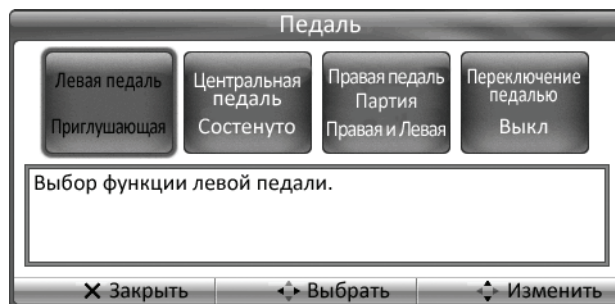 Педаль
Левая педаль
Приглушающая
Центральная
педаль
Состенуто
Правая педаль
Партия
Правая и Левая
Переключение
педалью
Выкл
Выбор функции левой педали.
Закрыть
Выбрать
Изменить